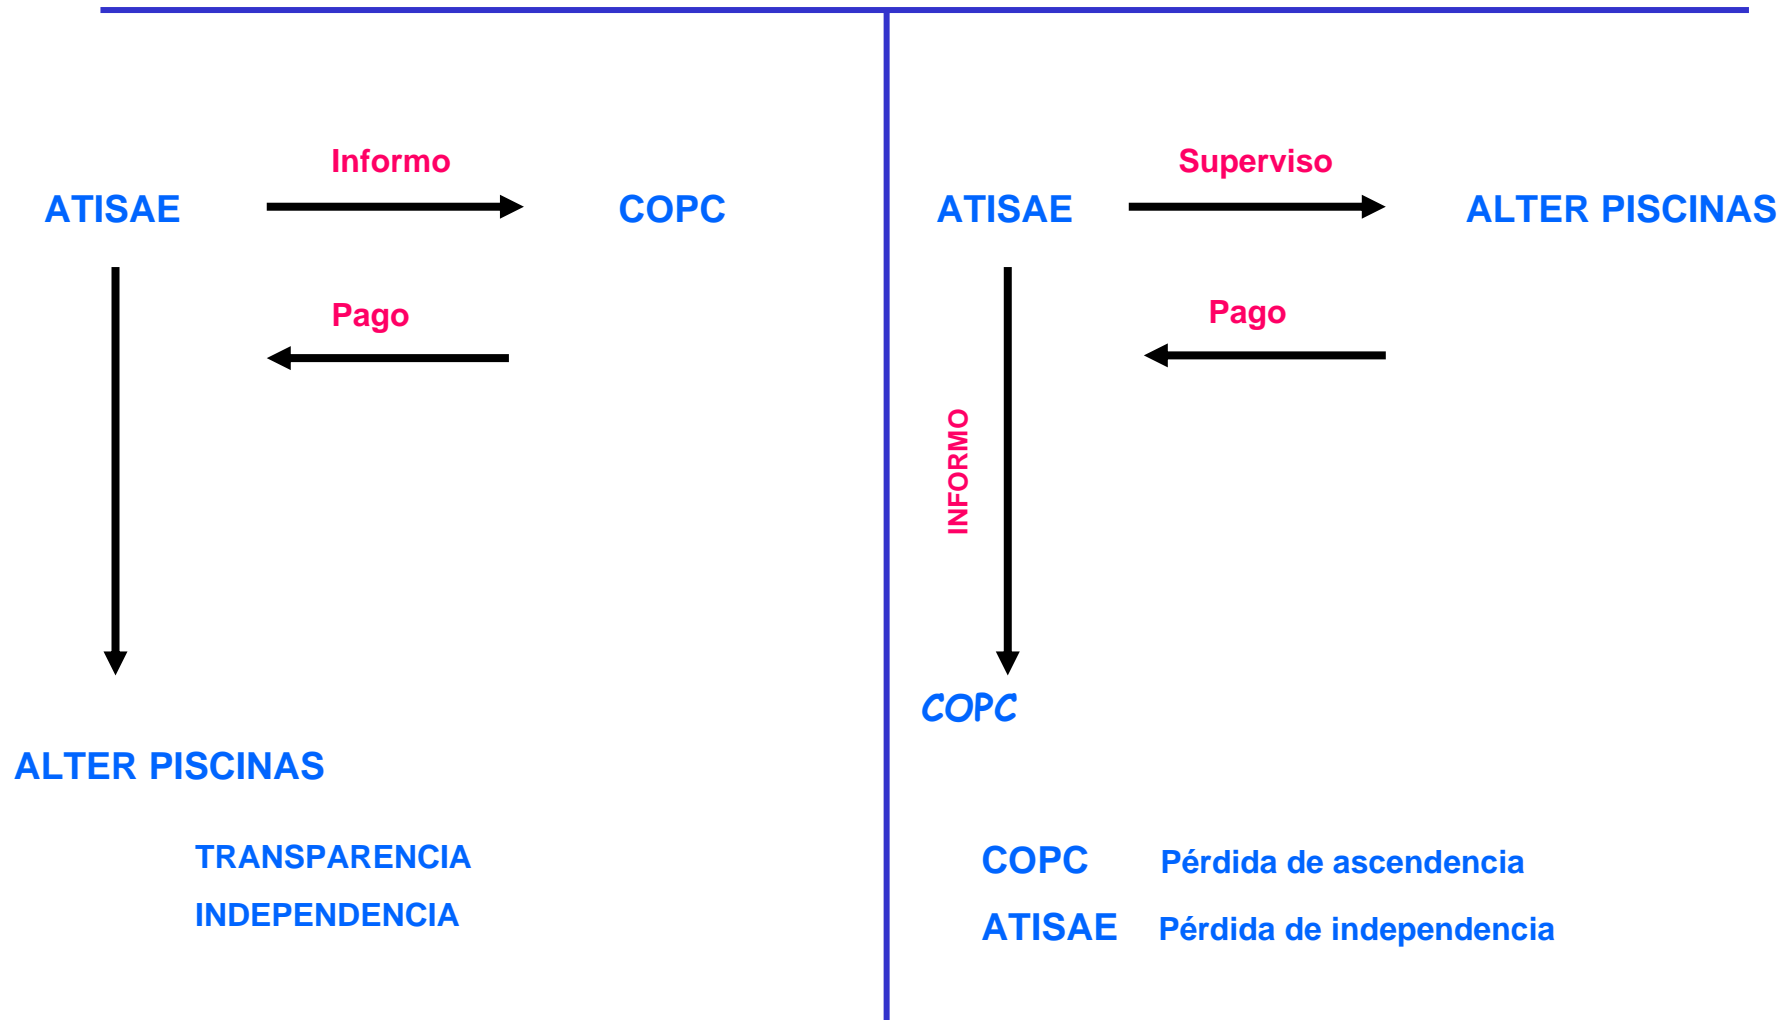 Informo
ATISAE
COPC
Pago
ALTER PISCINAS
TRANSPARENCIA
INDEPENDENCIA
Superviso
ATISAE
ALTER PISCINAS
Pago
INFORMO
COPC
COPC Pérdida de ascendencia
ATISAE Pérdida de independencia